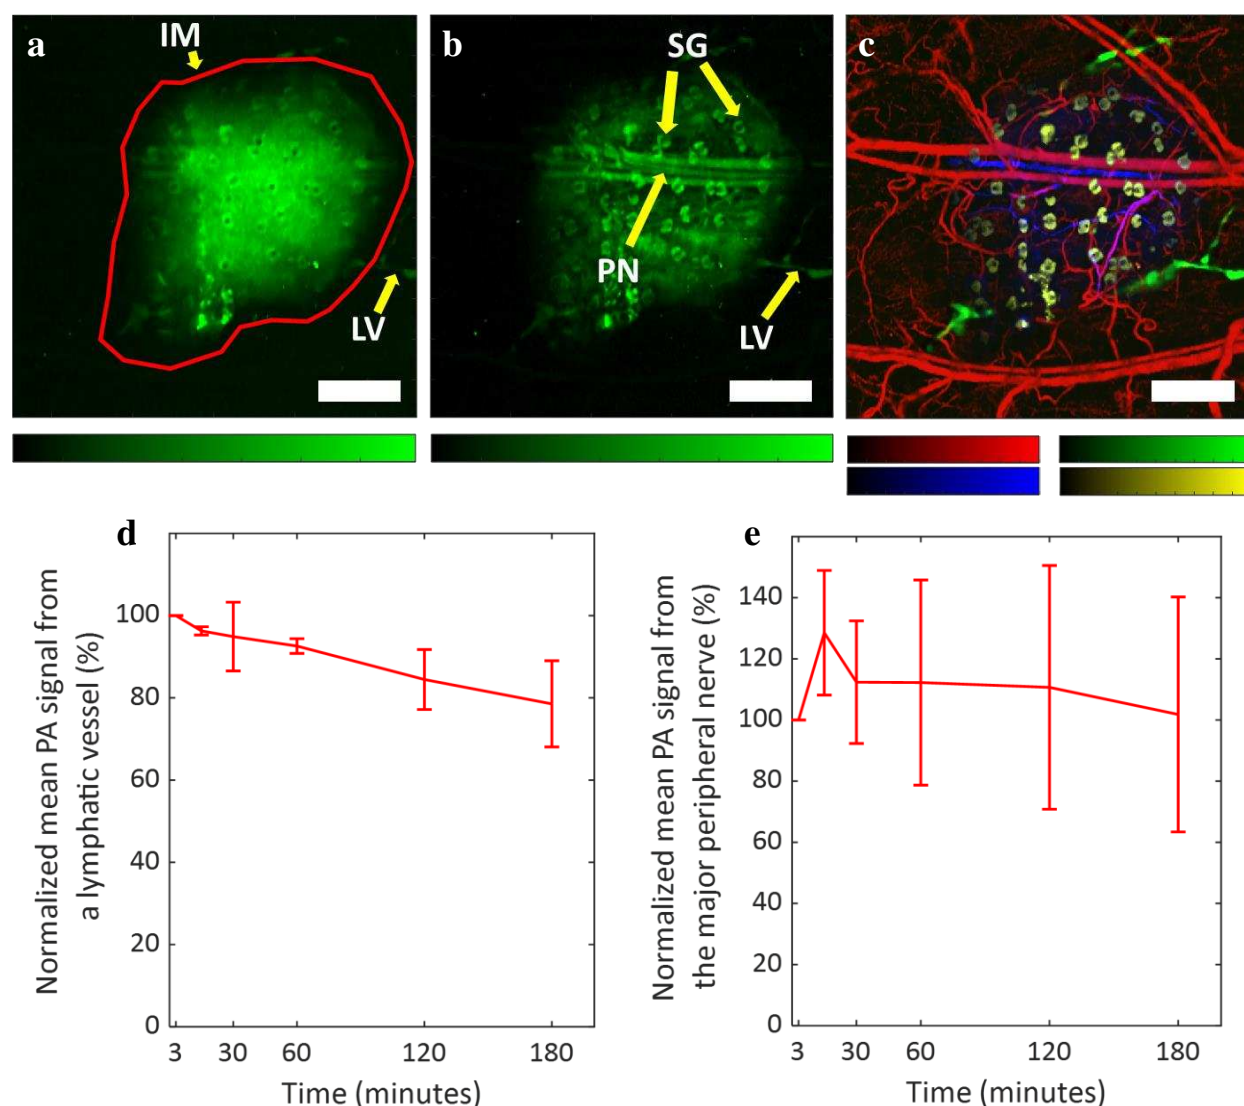 a
IM
LV
b
SG
PN
LV
c
d
Normalized mean PA signal from
a lymphatic vessel (%)
100
80
60
40
20
0
3 30 60 120 180
Time (minutes)
e
Normalized mean PA signal from
the major peripheral nerve (%)
140
120
100
80
60
40
20
0
3 30 60 120 180
Time (minutes)